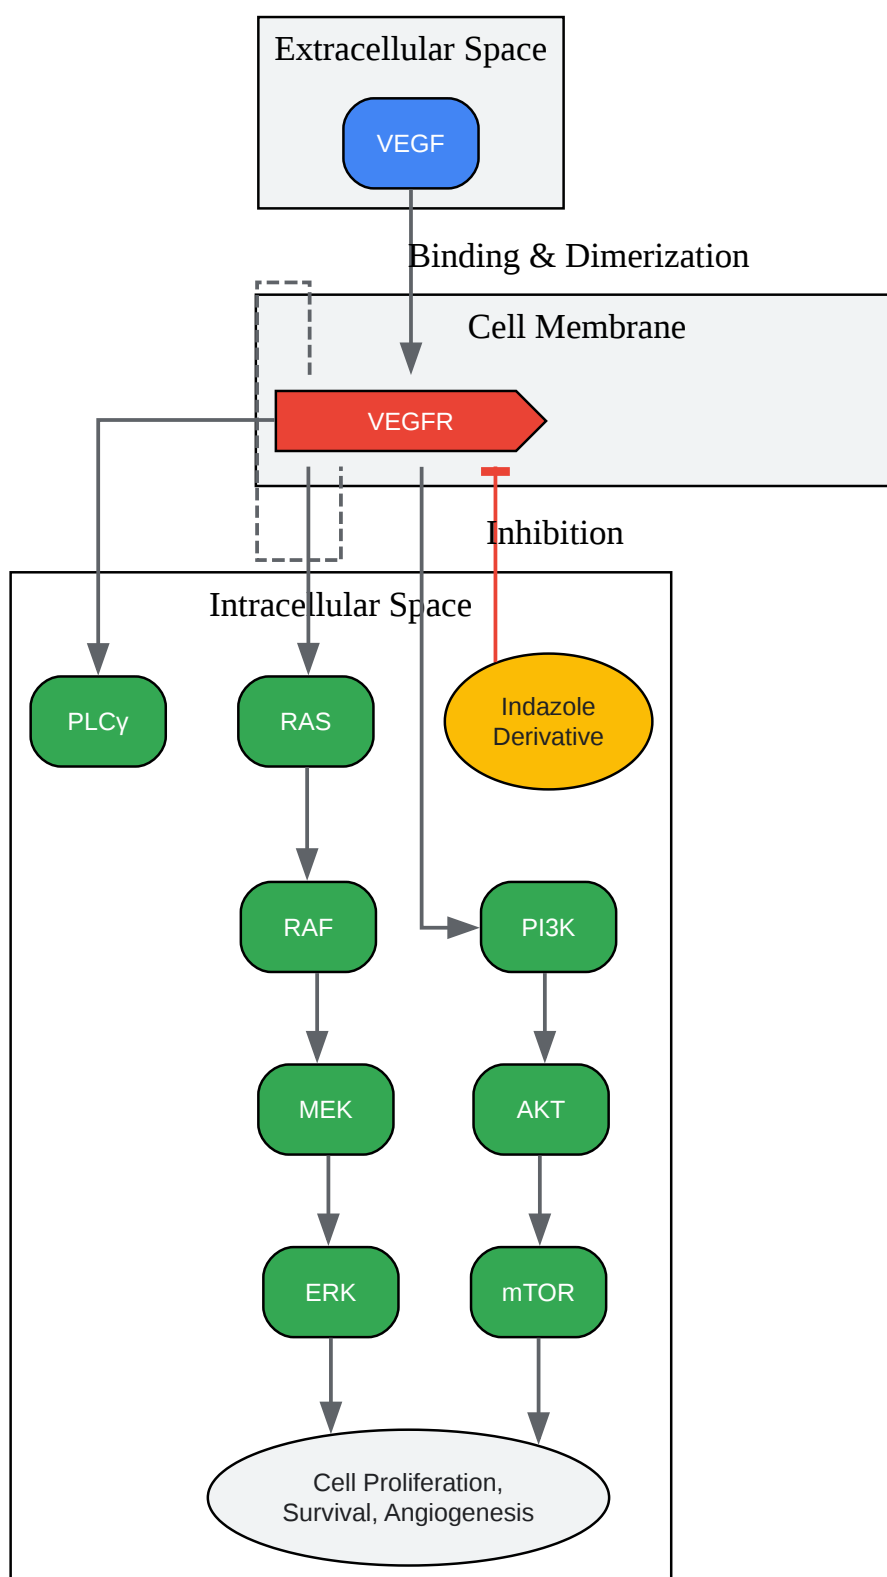 Extracellular Space
VEGF
Binding & Dimerization
Cell Membrane
VEGFR
Inhibition
Intracellular Space
PLCγ
RAS
Indazole
Derivative
RAF
PI3K
MEK
AKT
ERK
mTOR
Cell Proliferation,
Survival, Angiogenesis